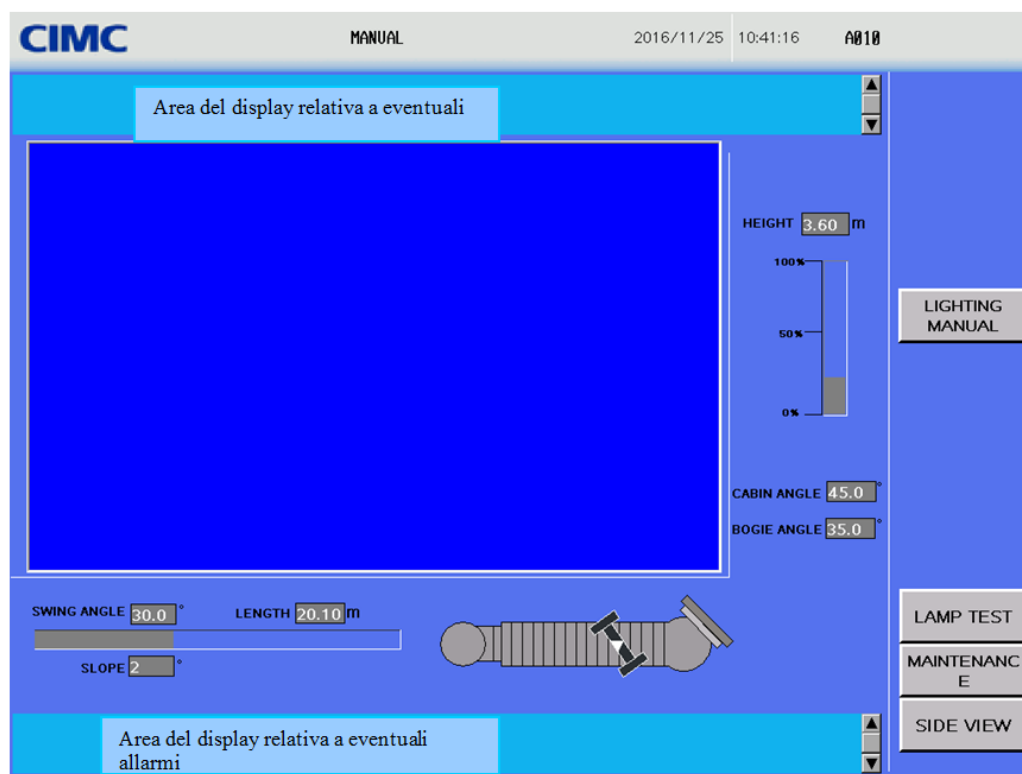 CIMC MANUAL 2016/11/25 10:41:16 A010
Area del display relativa a eventuali
HEIGHT 3.60 m
100%
50%
0%
LIGHTING
MANUAL
CABIN ANGLE 45.0 °
BOGIE ANGLE 35.0 °
SWING ANGLE 30.0 ° LENGTH 20.10 m
SLOPE 2 °
LAMP TEST
MAINTENANC
E
SIDE VIEW
Area del display relativa a eventuali
allarmi